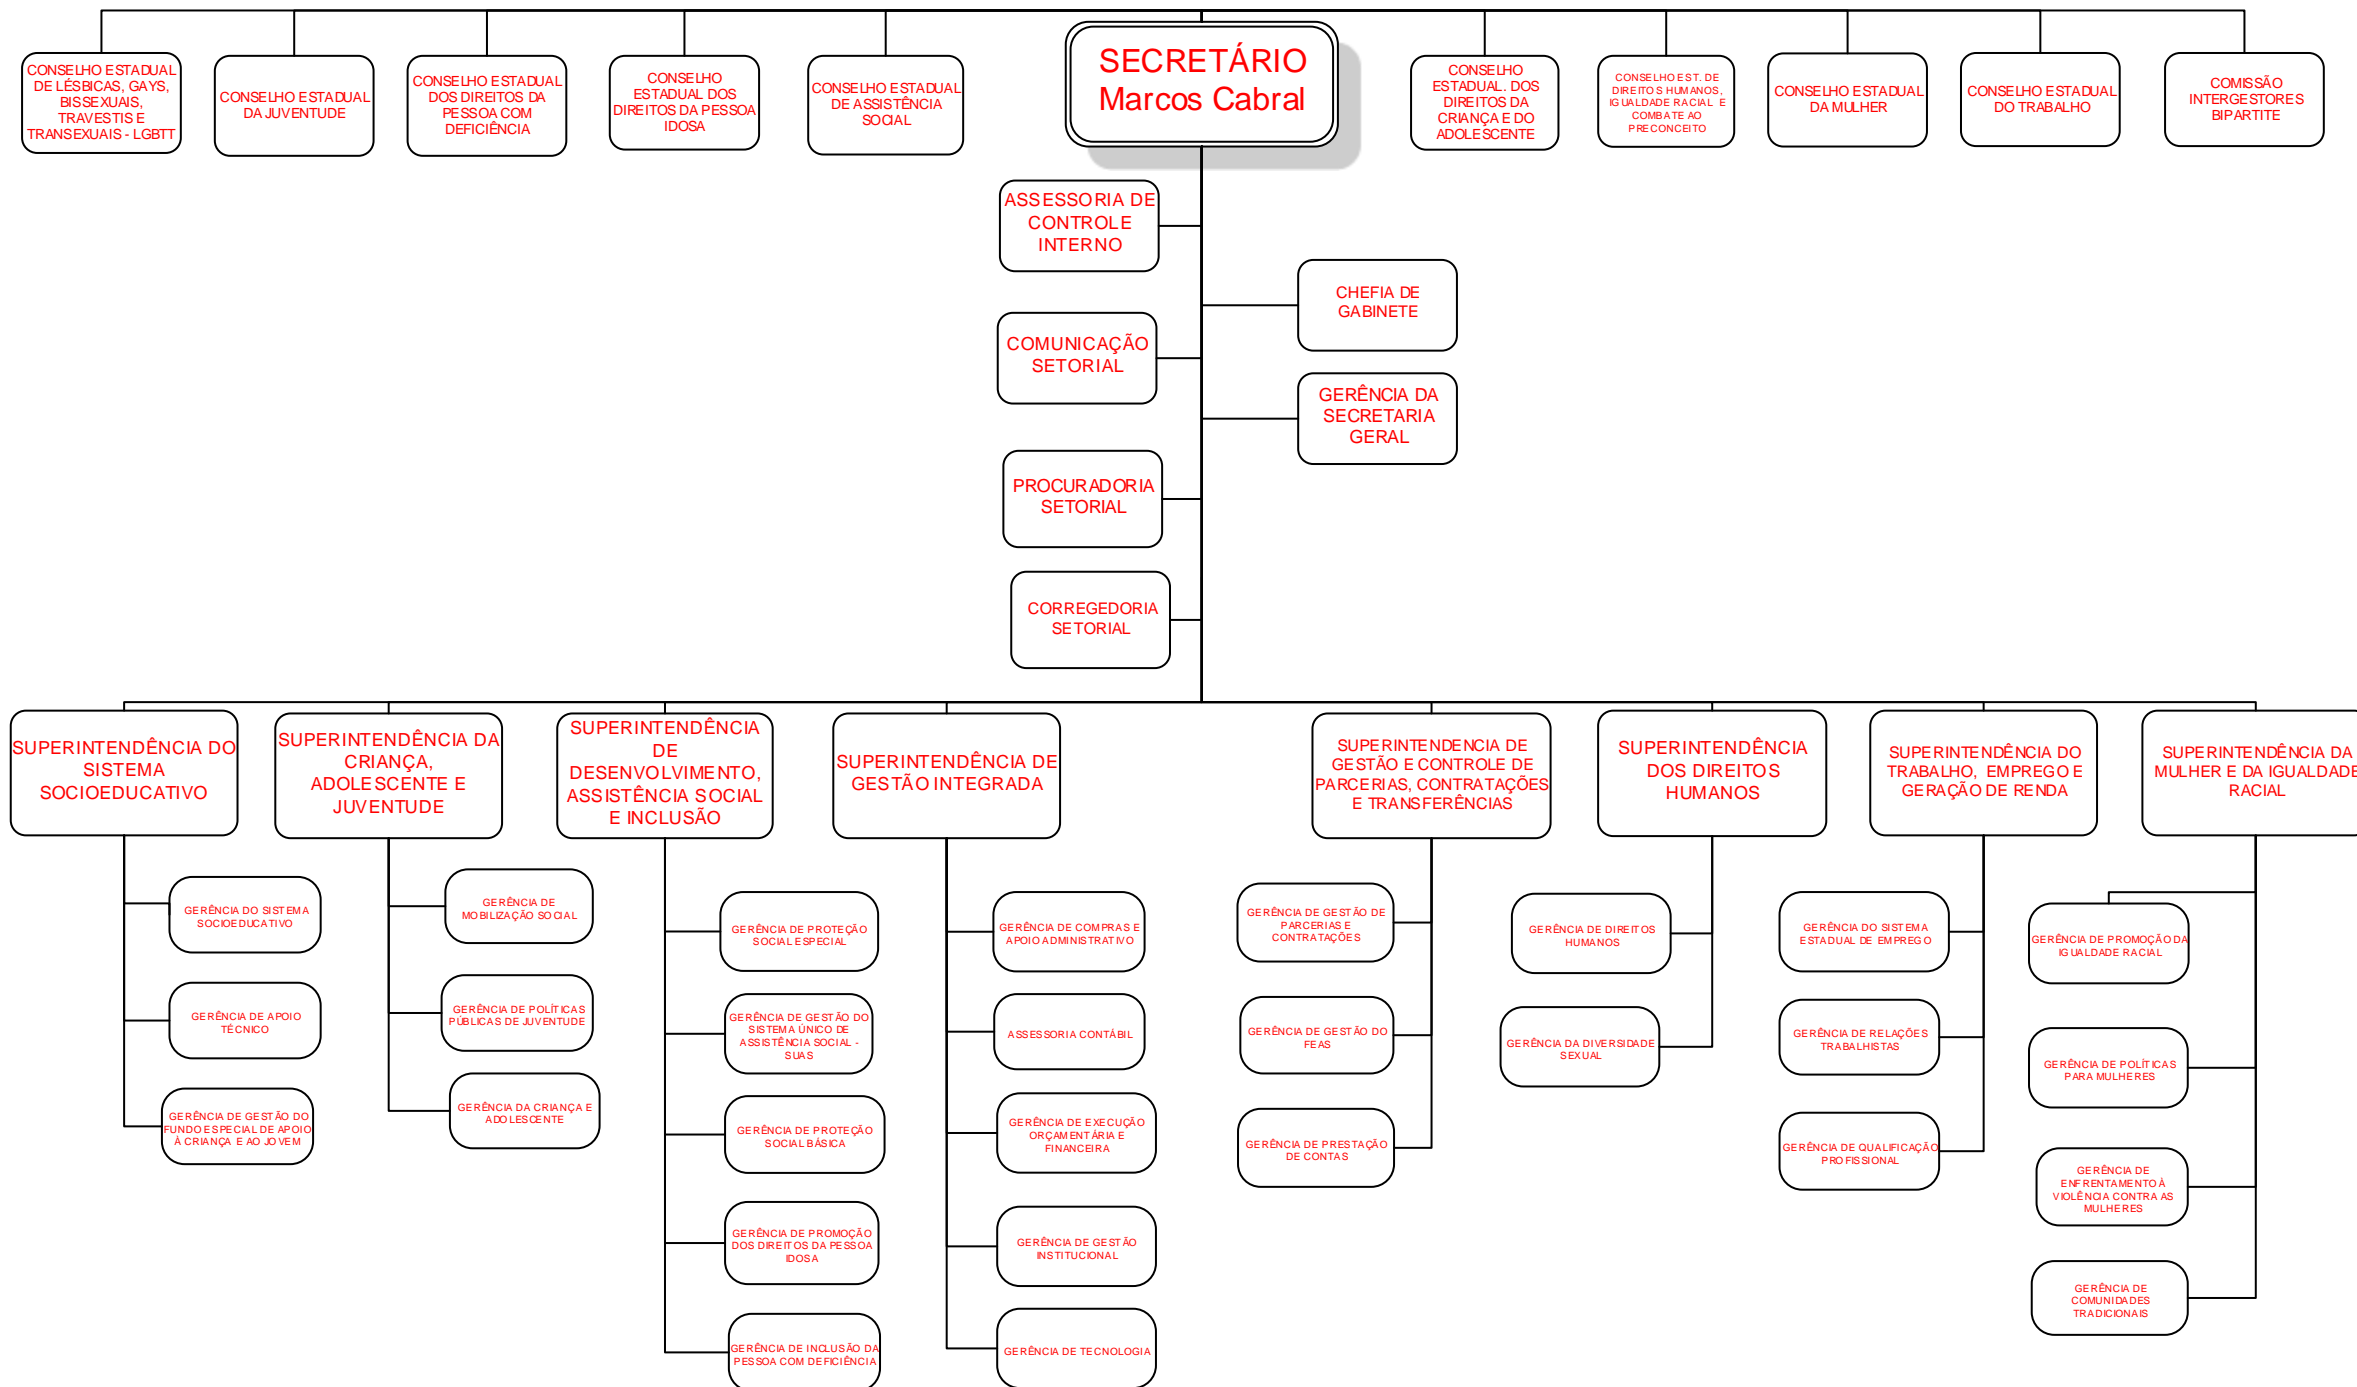 CONSELHO ESTADUAL
DE LÉSBICAS, GAYS,
BISSEXUAIS,
TRAVESTIS E
TRANSEXUAIS - LGBTT
CONSELHO ESTADUAL
DA JUVENTUDE
CONSELHO ESTADUAL
DOS DIREITOS DA
PESSOA COM
DEFICIÊNCIA
CONSELHO
ESTADUAL DOS
DIREITOS DA PESSOA
IDOSA
CONSELHO ESTADUAL
DE ASSISTÊNCIA
SOCIAL
SECRETÁRIO
Marcos Cabral
CONSELHO
ESTADUAL. DOS
DIREITOS DA
CRIANÇA E DO
ADOLESCENTE
CONSELHO EST. DE
DIREITOS HUMANOS,
IGUALDADE RACIAL E
COMBATE AO
PRECONCEITO
CONSELHO ESTADUAL
DA MULHER
CONSELHO ESTADUAL
DO TRABALHO
COMISSÃO
INTERGESTORES
BIPARTITE
ASSESSORIA DE
CONTROLE
INTERNO
CHEFIA DE
GABINETE
COMUNICAÇÃO
SETORIAL
GERÊNCIA DA
SECRETARIA
GERAL
PROCURADORIA
SETORIAL
CORREGEDORIA
SETORIAL
SUPERINTENDÊNCIA DO
SISTEMA
SOCIOEDUCATIVO
SUPERINTENDÊNCIA DA
CRIANÇA,
ADOLESCENTE E
JUVENTUDE
SUPERINTENDÊNCIA
DE
DESENVOLVIMENTO,
ASSISTÊNCIA SOCIAL
E INCLUSÃO
SUPERINTENDÊNCIA DE
GESTÃO INTEGRADA
SUPERINTENDENCIA DE
GESTÃO E CONTROLE DE
PARCERIAS, CONTRATAÇÕES
E TRANSFERÊNCIAS
SUPERINTENDÊNCIA
DOS DIREITOS
HUMANOS
SUPERINTENDÊNCIA DO
TRABALHO, EMPREGO E
GERAÇÃO DE RENDA
SUPERINTENDÊNCIA DA
MULHER E DA IGUALDADE
RACIAL
GERÊNCIA DO SISTEMA
SOCIOEDUCATIVO
GERÊNCIA DE APOIO
TÉCNICO
GERÊNCIA DE GESTÃO DO
FUNDO ESPECIAL DE APOIO
À CRIANÇA E AO JOVEM
GERÊNCIA DE
MOBILIZAÇÃO SOCIAL
GERÊNCIA DE POLÍTICAS
PÚBLICAS DE JUVENTUDE
GERÊNCIA DA CRIANÇA E
ADOLESCENTE
GERÊNCIA DE PROTEÇÃO
SOCIAL ESPECIAL
GERÊNCIA DE GESTÃO DO
SISTEMA ÚNICO DE
ASSISTÊNCIA SOCIAL -
SUAS
GERÊNCIA DE PROTEÇÃO
SOCIAL BÁSICA
GERÊNCIA DE PROMOÇÃO
DOS DIREITOS DA PESSOA
IDOSA
GERÊNCIA DE INCLUSÃO DA
PESSOA COM DEFICIÊNCIA
GERÊNCIA DE COMPRAS E
APOIO ADMINISTRATIVO
ASSESSORIA CONTÁBIL
GERÊNCIA DE EXECUÇÃO
ORÇAMENTÁRIA E
FINANCEIRA
GERÊNCIA DE GESTÃO
INSTITUCIONAL
GERÊNCIA DE TECNOLOGIA
GERÊNCIA DE GESTÃO DE
PARCERIAS E
CONTRATAÇÕES
GERÊNCIA DE GESTÃO DO
FEAS
GERÊNCIA DE PRESTAÇÃO
DE CONTAS
GERÊNCIA DE DIREITOS
HUMANOS
GERÊNCIA DA DIVERSIDADE
SEXUAL
GERÊNCIA DO SISTEMA
ESTADUAL DE EMPREGO
GERÊNCIA DE RELAÇÕES
TRABALHISTAS
GERÊNCIA DE QUALIFICAÇÃO
PROFISSIONAL
GERÊNCIA DE PROMOÇÃO DA
IGUALDADE RACIAL
GERÊNCIA DE POLÍTICAS
PARA MULHERES
GERÊNCIA DE
ENFRENTAMENTO À
VIOLÊNCIA CONTRA AS
MULHERES
GERÊNCIA DE
COMUNIDADES
TRADICIONAIS